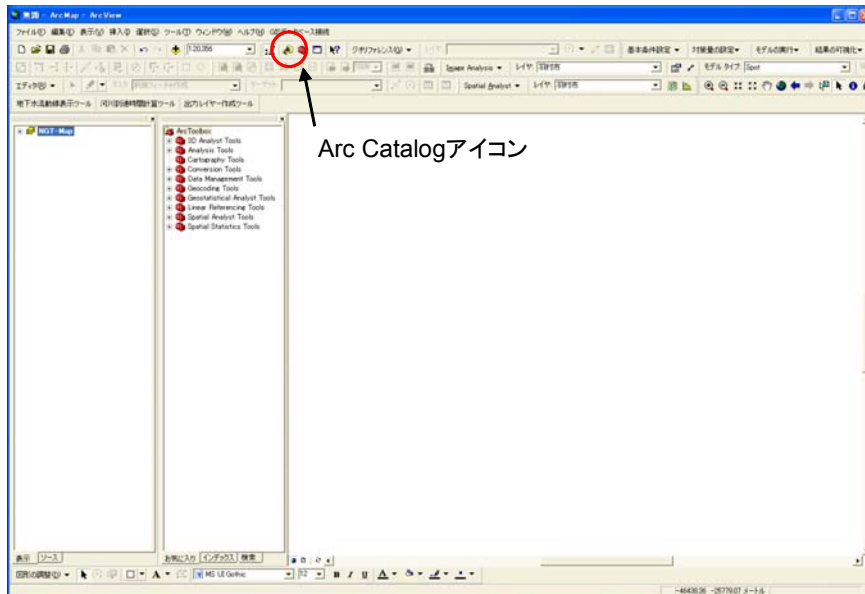 無題 - ArcMap - ArcView
ファイル(F) 編集(E) 表示(V) 挿入(I) 選択(S) ツール(T) ウィンドウ(W) ヘルプ(H)
1:20,356
ジオリファレンス(G)
基本条件設定
対策量の設定
モデルの実行
結果の可視化
Image Analysis
レイヤ:
モデル タイプ
Spot
エディタ(R)
Spatial Analyst
レイヤ:
地下水流動線表示ツール
河川到達時間計算ツール
出力レイヤー作成ツール
NGT-Map
ArcToolbox
3D Analyst Tools
Analysis Tools
Cartography Tools
Conversion Tools
Data Management Tools
Geocoding Tools
Geostatistical Analyst Tools
Linear Referencing Tools
Spatial Analyst Tools
Spatial Statistics Tools
Arc Catalogアイコン
表示
ソース
お気に入り
インデックス
検索
図形の調整(D)
A
MS UI Gothic
12
B I U A
メートル